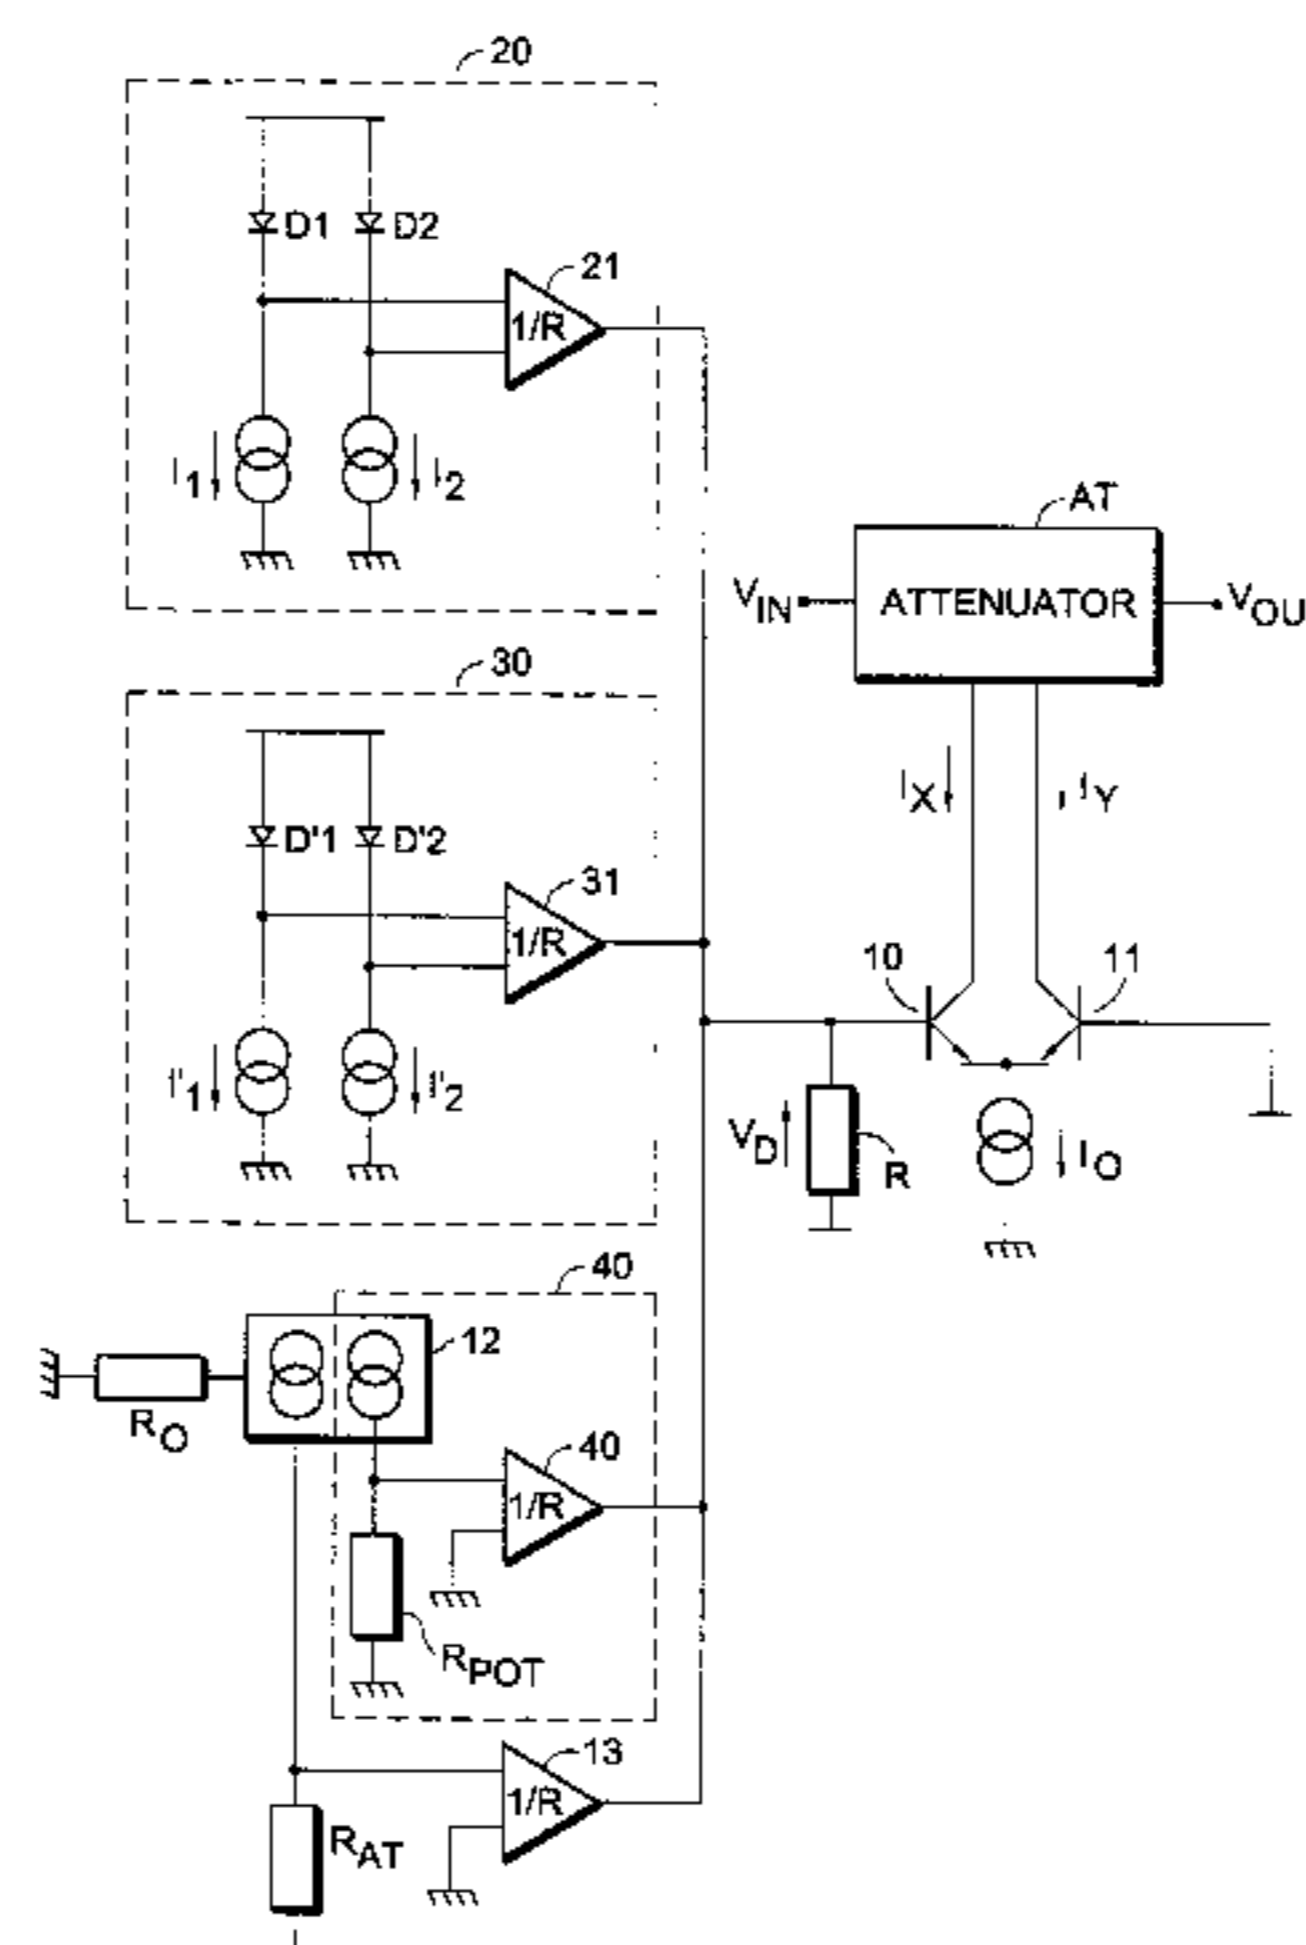 20
D1 D2
21
1/R
I1 I2
AT
VIN ATTENUATOR VOU
30
IX IY
D'1 D'2
31
1/R
10 11
I'1 I'2
VD R IO
40
12
RO
40
1/R
RPOT
13
1/R
RAT